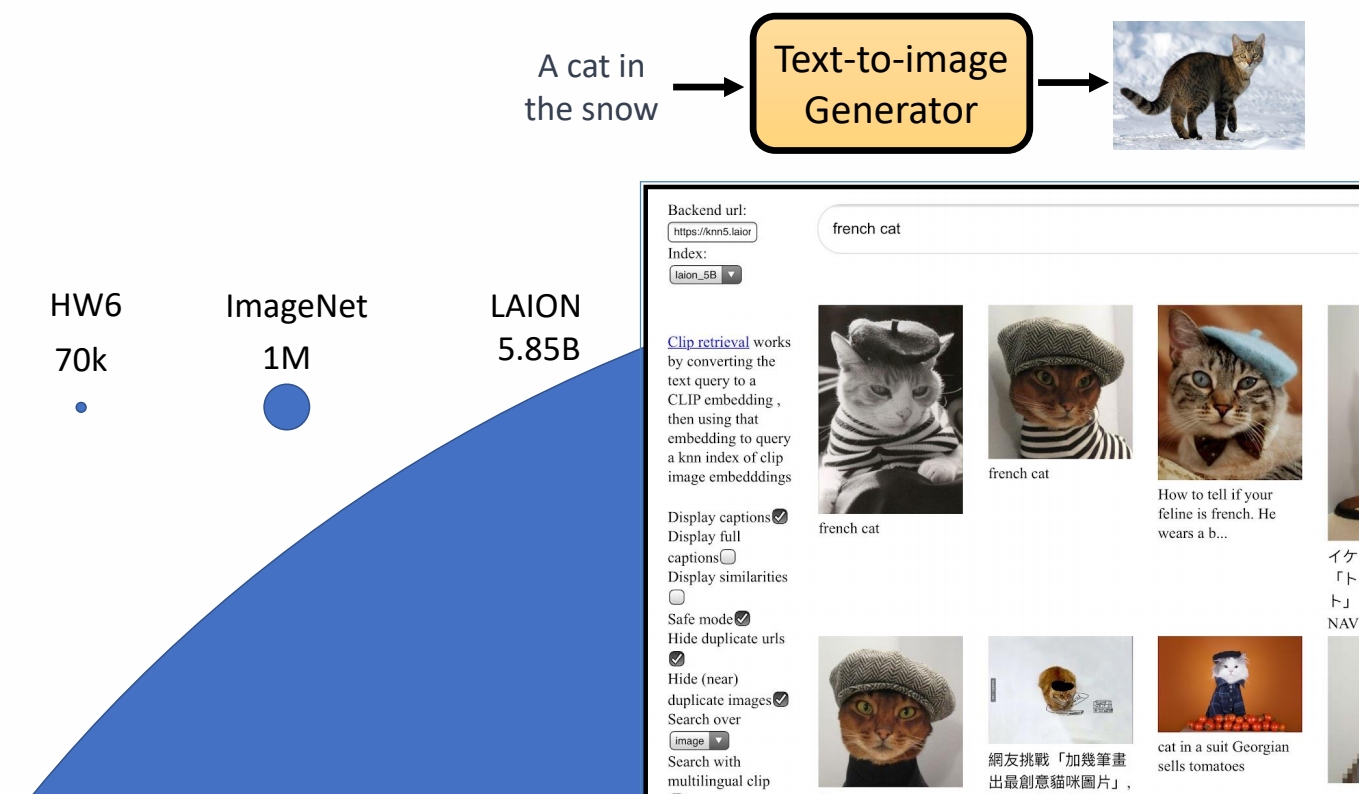 A cat in
the snow
Text-to-image
Generator
HW6
70k
ImageNet
1M
LAION
5.85B
Backend url:
https://knn5.laior
Index:
laion_5B
french cat
Clip retrieval works
by converting the
text query to a
CLIP embedding ,
then using that
embedding to query
a knn index of clip
image embedddings
Display captions
Display full
captions
Display similarities
Safe mode
Hide duplicate urls
Hide (near)
duplicate images
Search over
image
Search with
multilingual clip
french cat
french cat
How to tell if your
feline is french. He
wears a b...
イケ
「ト
ト」
NAV
網友挑戰「加幾筆畫
出最創意貓咪圖片」,
cat in a suit Georgian
sells tomatoes